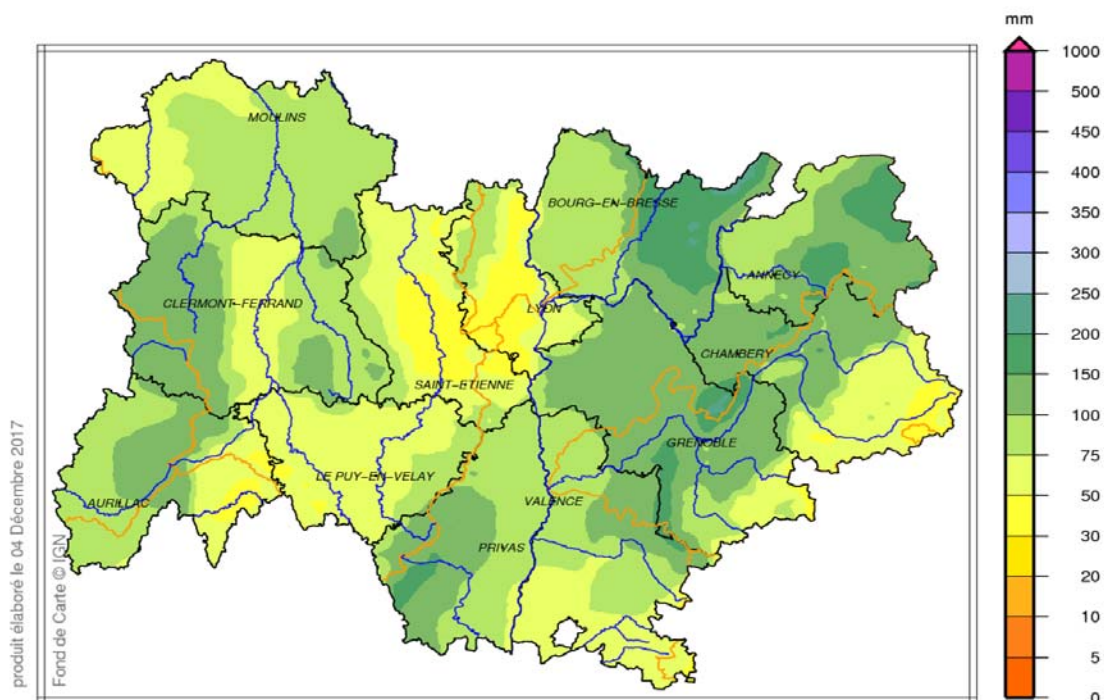 mm
1000
500
450
400
350
300
250
200
150
100
75
50
30
20
10
5
0
MOULINS
BOURG-EN-BRESSE
ANNECY
CLERMONT-FERRAND
LYON
CHAMBERY
SAINT-ETIENNE
GRENOBLE
LE PUY-EN-VELAY
AURILLAC
VALENCE
PRIVAS
produit élaboré le 04 Décembre 2017
Fond de Carte © IGN